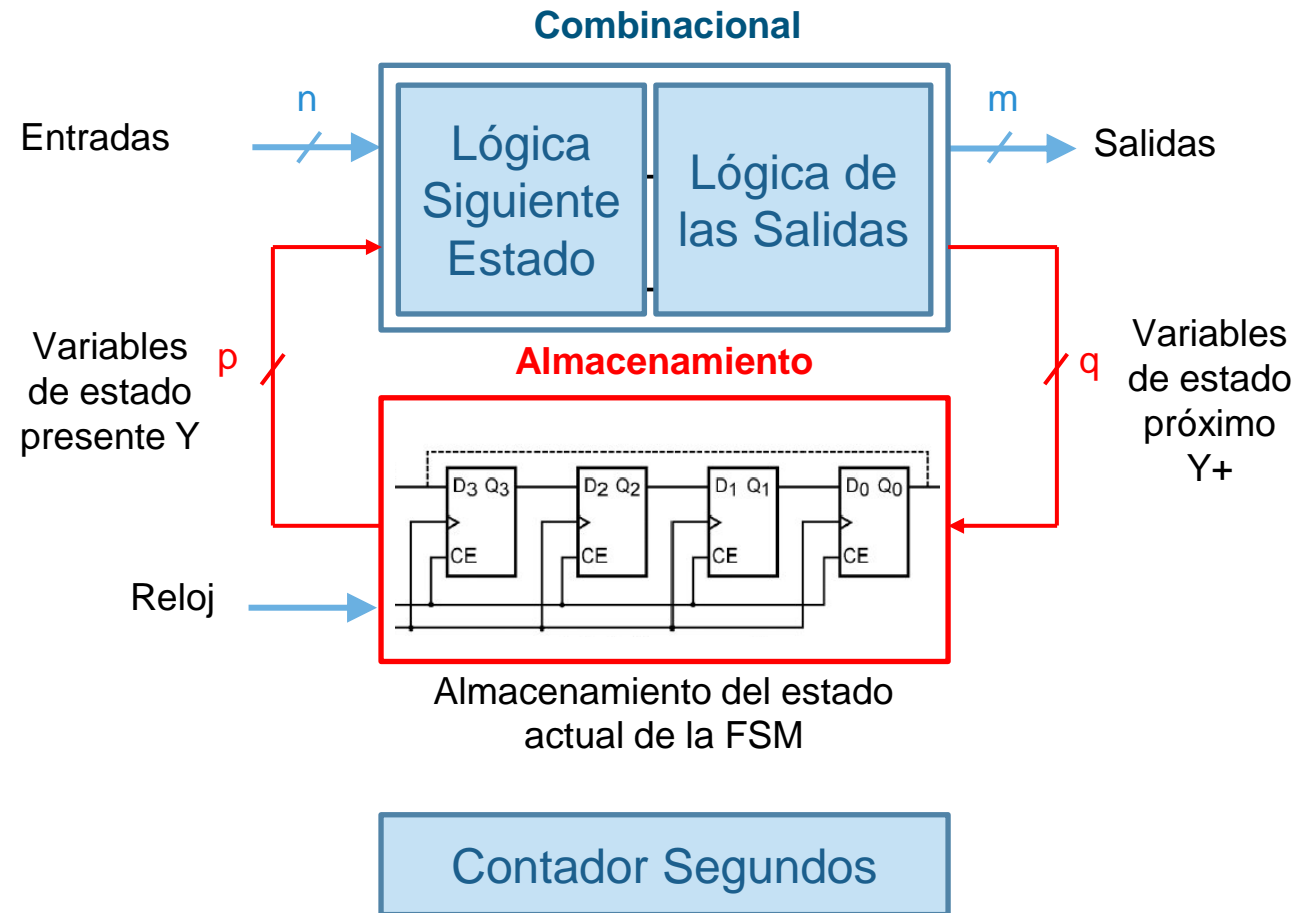 Combinacional
n
m
Entradas
Salidas
Lógica
Siguiente
Estado
Lógica de
las Salidas
Variables
de estado
presente Y
p
Almacenamiento
q
Variables
de estado
próximo
Y+
D3 Q3
D2 Q2
D1 Q1
D0 Q0
CE
CE
CE
CE
Reloj
Almacenamiento del estado
actual de la FSM
Contador Segundos